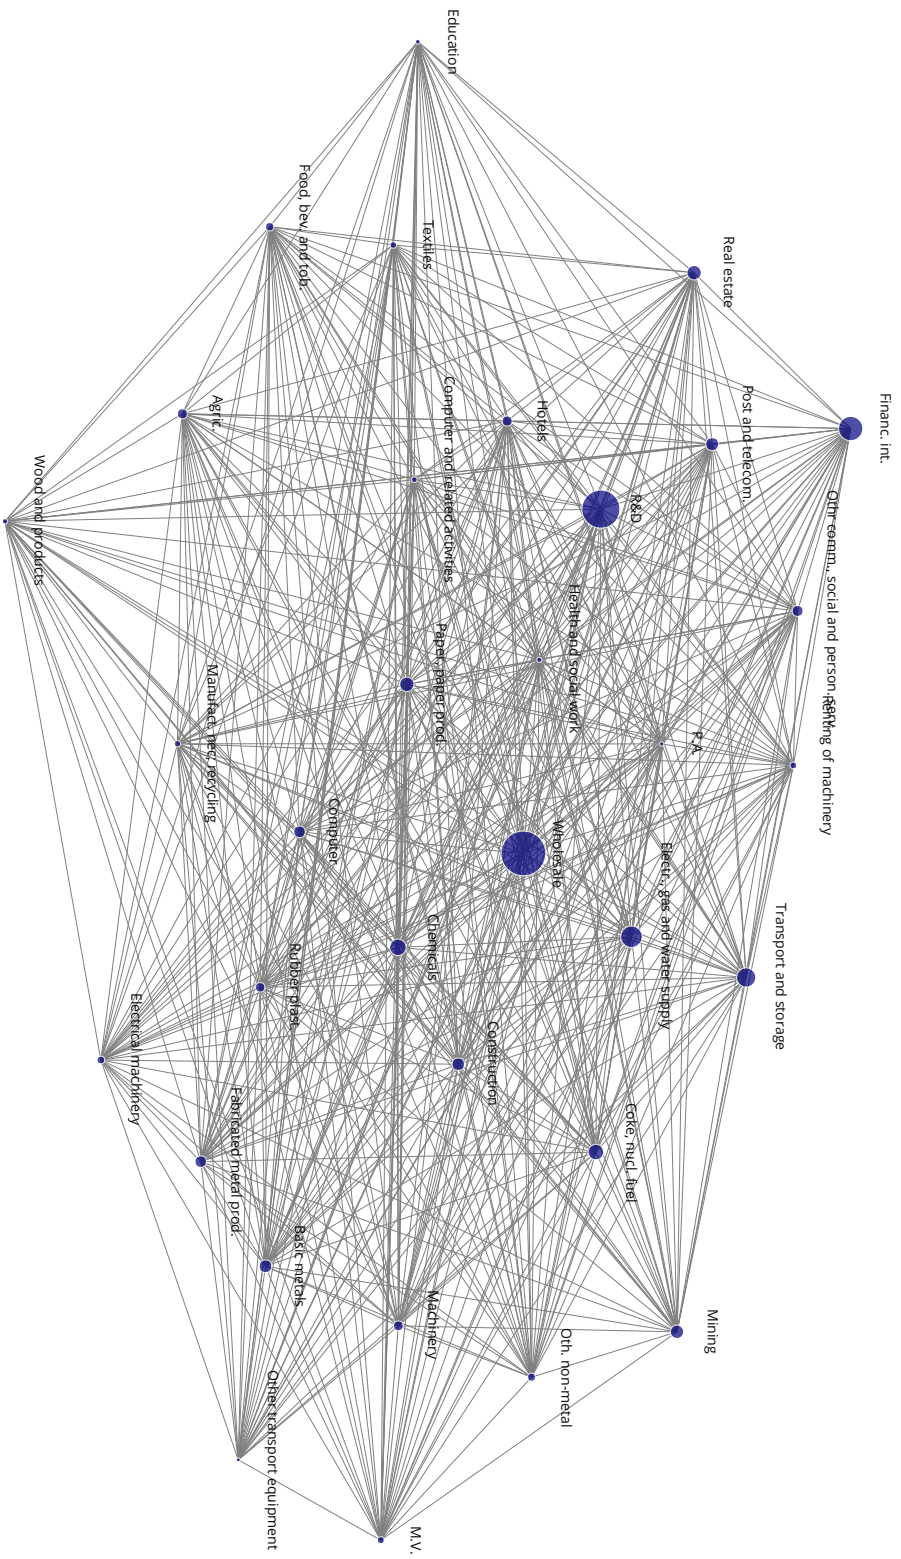 Education
Food, bev. and tob.
Textiles
Real estate
Agric.
Computer and related activities
Hotels
Post and telecom.
Financ. int.
Wood and products
R&D
Othr comm., social and person. serv.
Health and social work
Paper, paper prod.
Manufact. nec; recycling
P.A
Renting of machinery
Computer
Wholesale
Electr., gas and water supply
Chemicals
Transport and storage
Rubber plast.
Electrical machinery
Construction
Fabricated metal prod.
Coke, nucl. fuel
Basic metals
Machinery
Mining
Oth. non-metal
Other transport equipment
M.V.